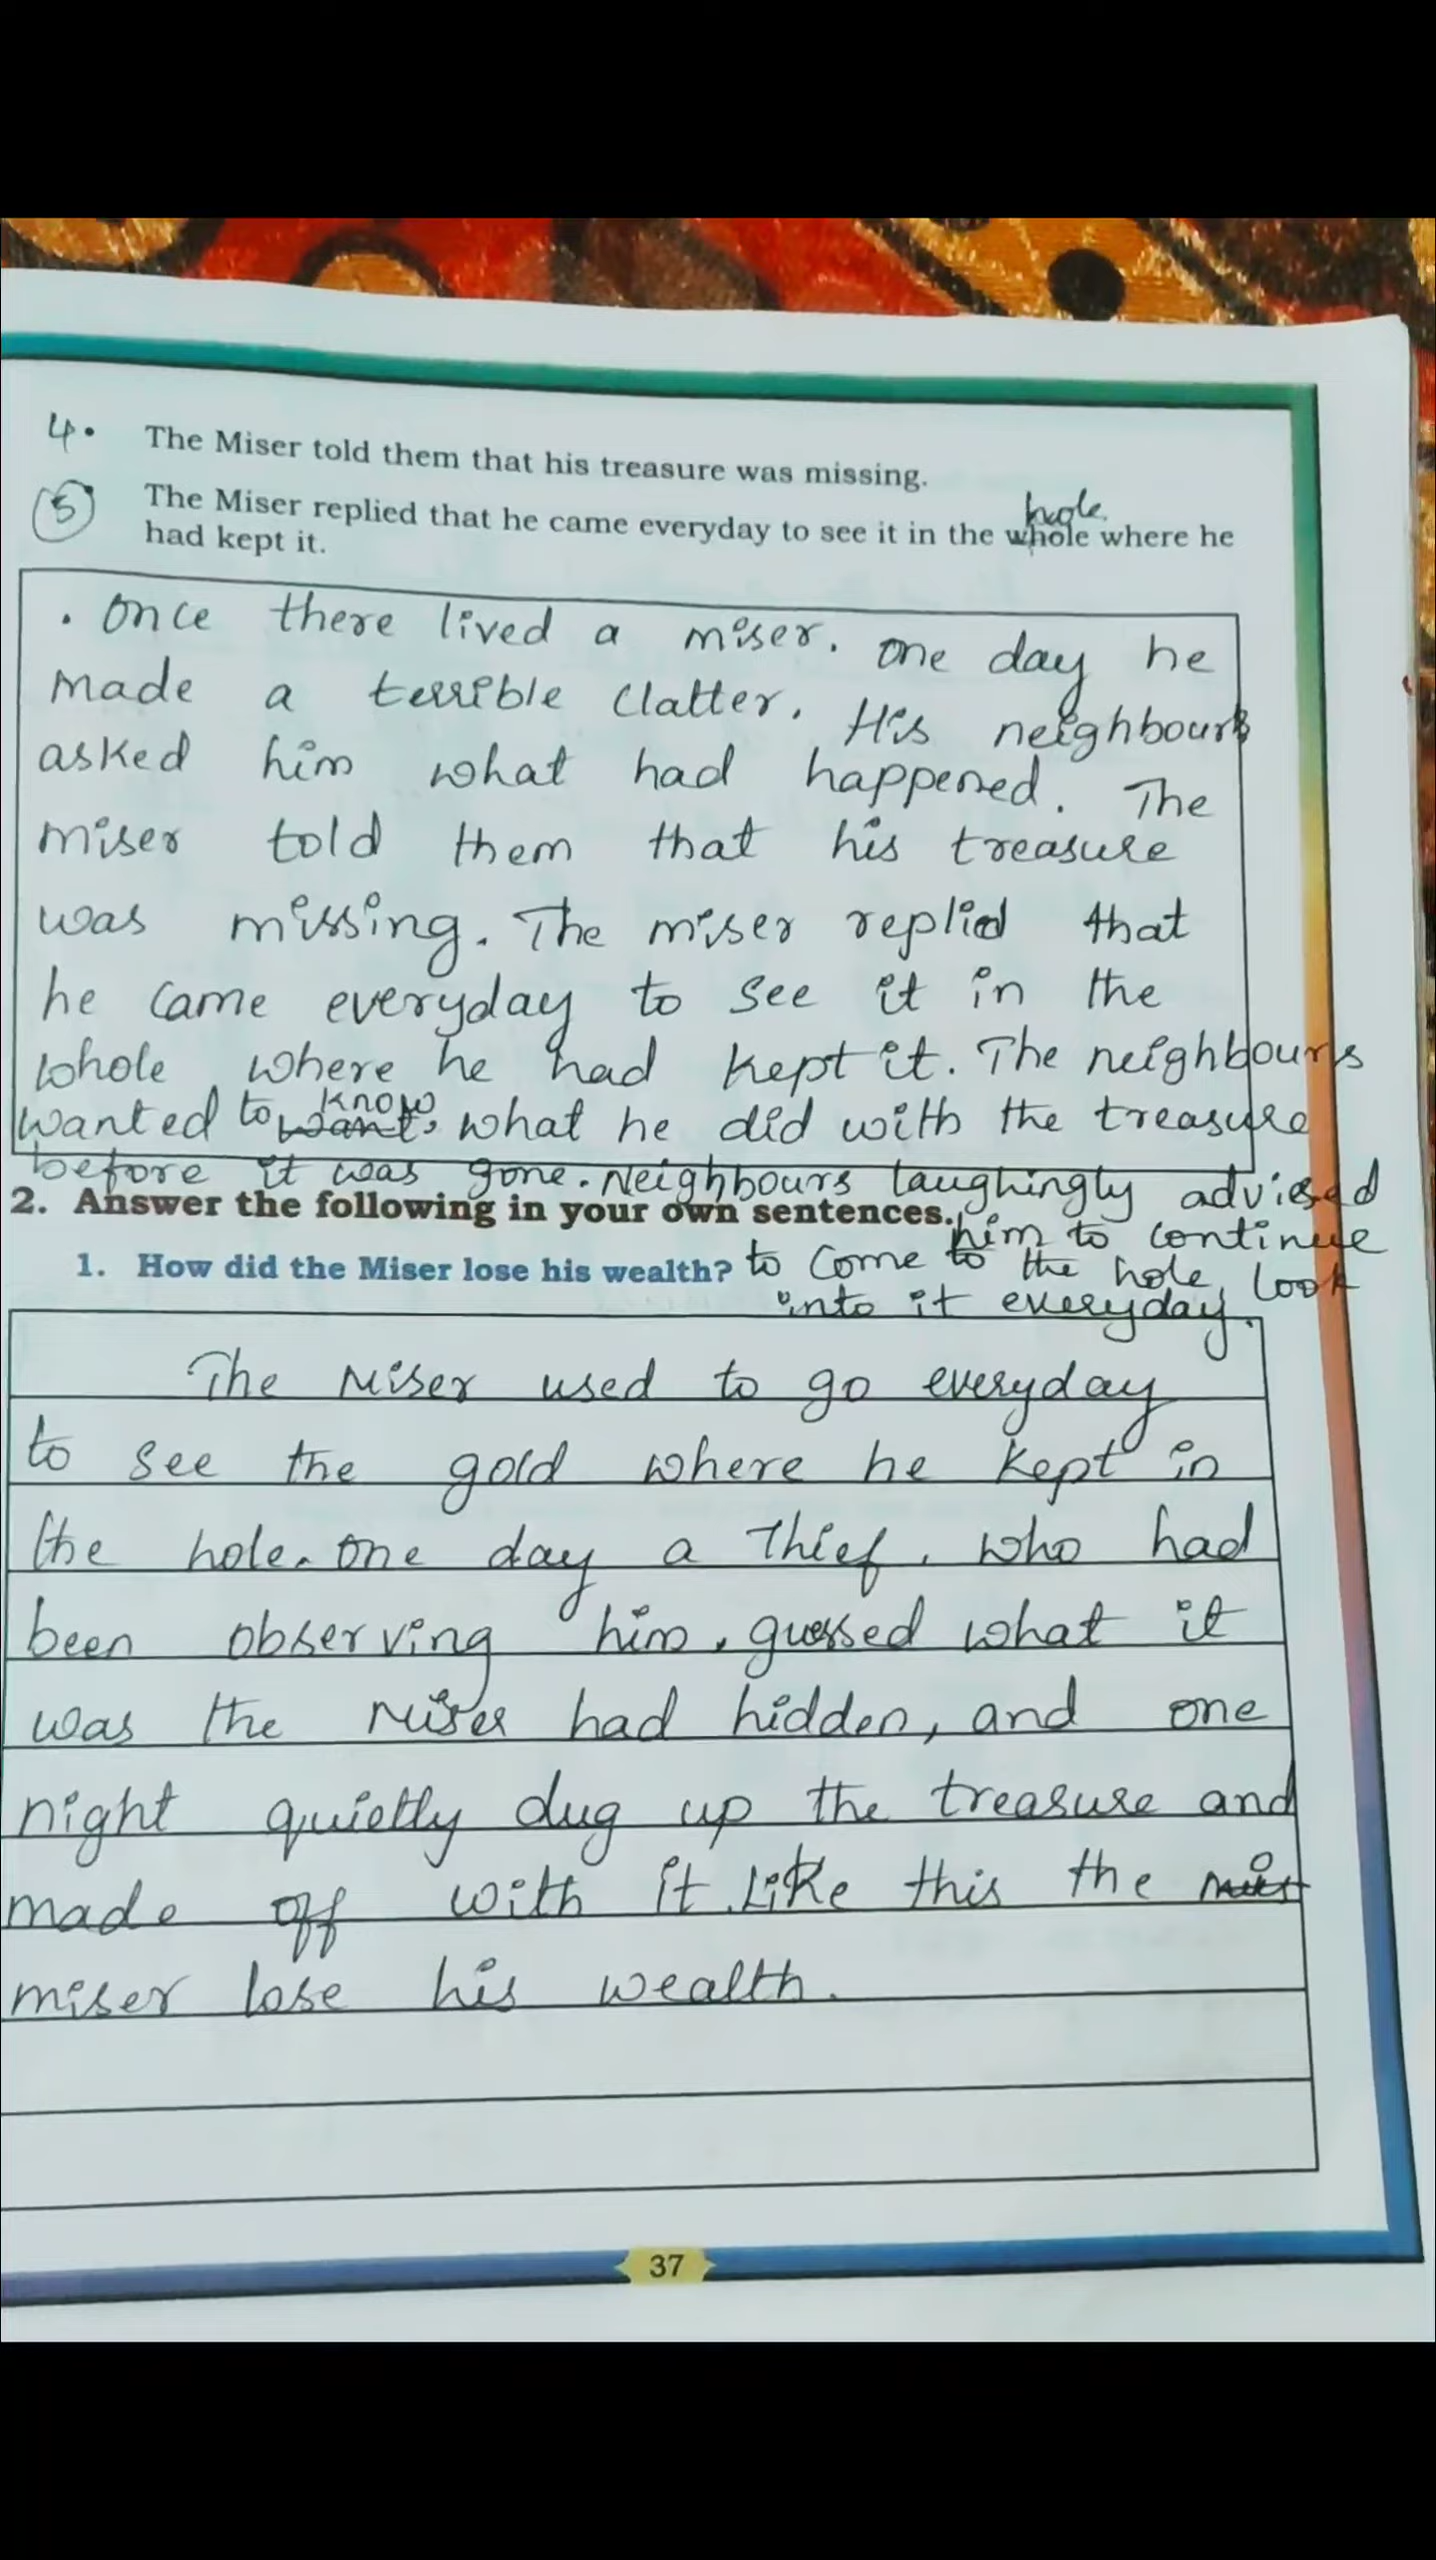 4. The Miser told them that his treasure was missing.
hole.
5 The Miser replied that he came everyday to see it in the whole where he
had kept it.
. Once there lived a miser. One day he
made a terrible clatter. His neighbours
asked him what had happened. The
miser told them that his treasure
was missing. The miser replied that
he came everyday to see it in the
whole where he had kept it. The neighbours
know
wanted to want, what he did with the treasure
before it was gone. Neighbours laughingly advised
2. Answer the following in your own sentences.
him to continue
1. How did the Miser lose his wealth?
to come to the hole, look
into it everyday.
The Miser used to go everyday
to see the gold where he kept in
the hole. One day a Thief, who had
been observing him, guessed what it
was the Miser had hidden, and one
night quietly dug up the treasure and
made off with it. Like this the
miser lose his wealth.
37